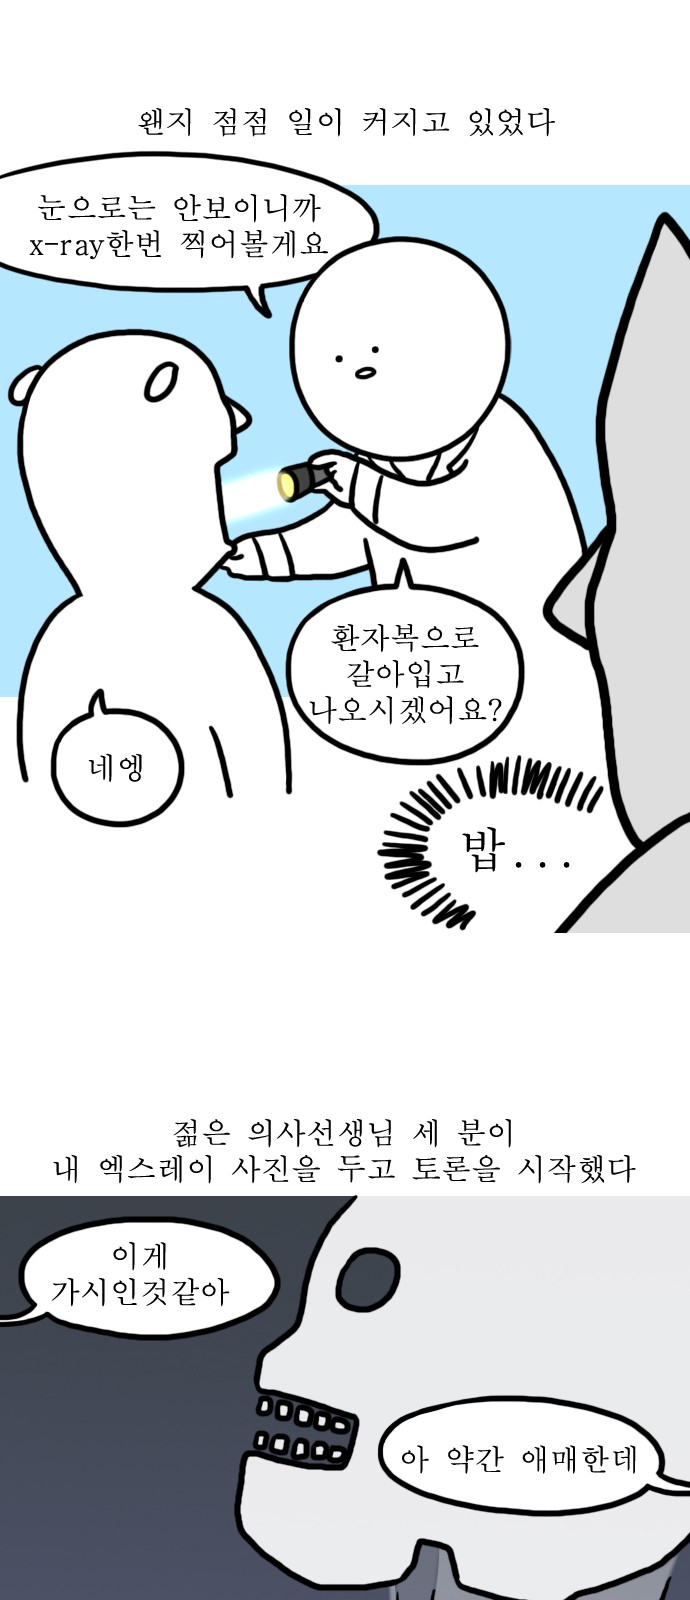 왠지 점점 일이 커지고 있었다
눈으로는 안보이니까
x-ray한번 찍어볼게요
환자복으로
갈아입고
나오시겠어요?
네엥
밥...
젊은 의사선생님 세 분이
내 엑스레이 사진을 두고 토론을 시작했다
이게
가시인것같아
아 약간 애매한데